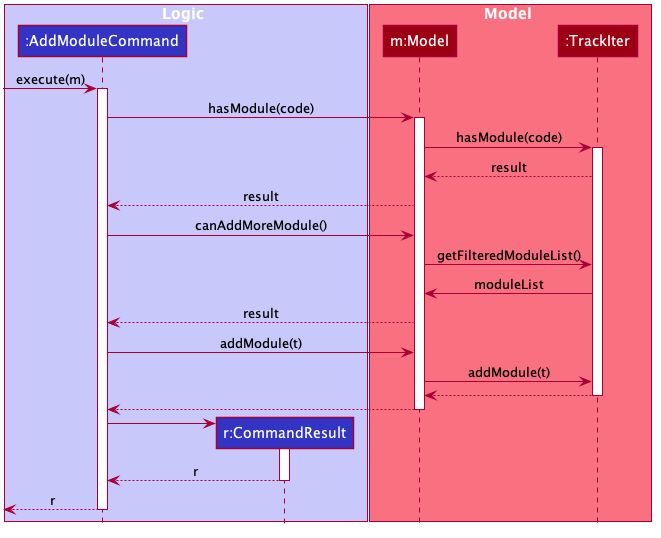 Logic
Model
:AddModuleCommand
m:Model
:TrackIter
execute(m)
hasModule(code)
hasModule(code)
result
result
canAddMoreModule()
getFilteredModuleList()
moduleList
result
addModule(t)
addModule(t)
r:CommandResult
r
r